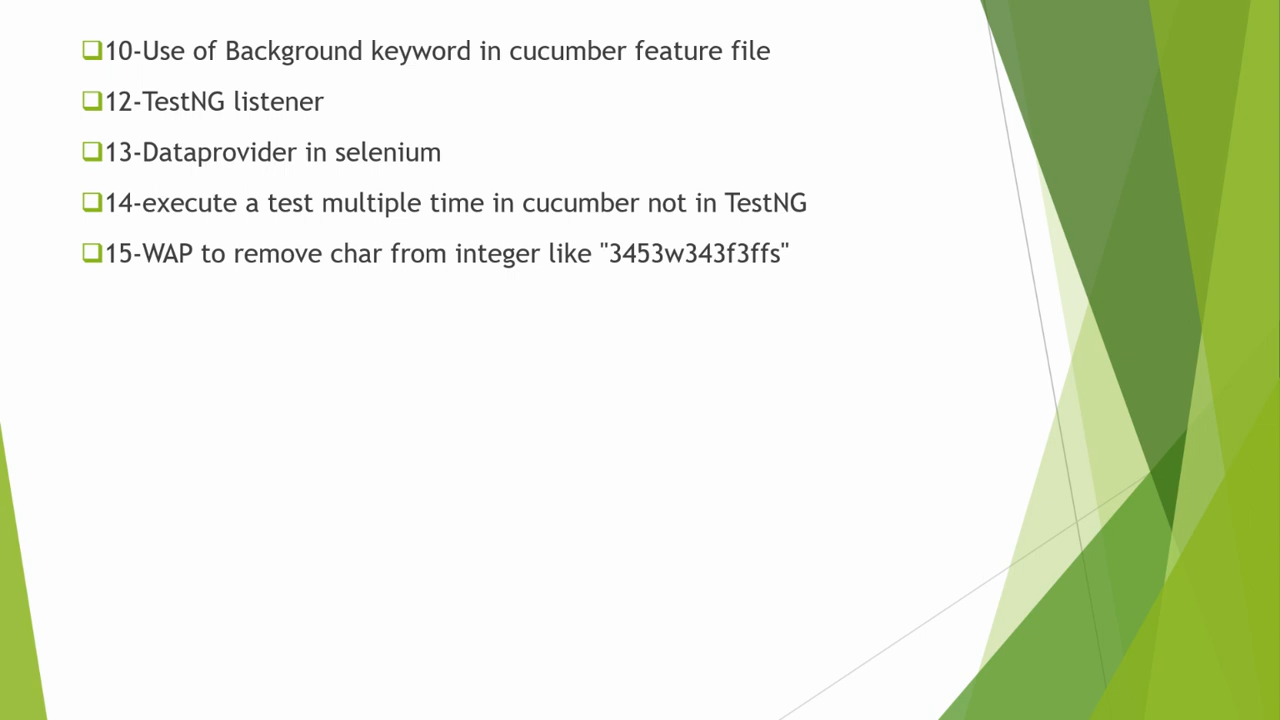 10-Use of Background keyword in cucumber feature file
12-TestNG listener
13-Dataprovider in selenium
14-execute a test multiple time in cucumber not in TestNG
15-WAP to remove char from integer like "3453w343f3ffs"